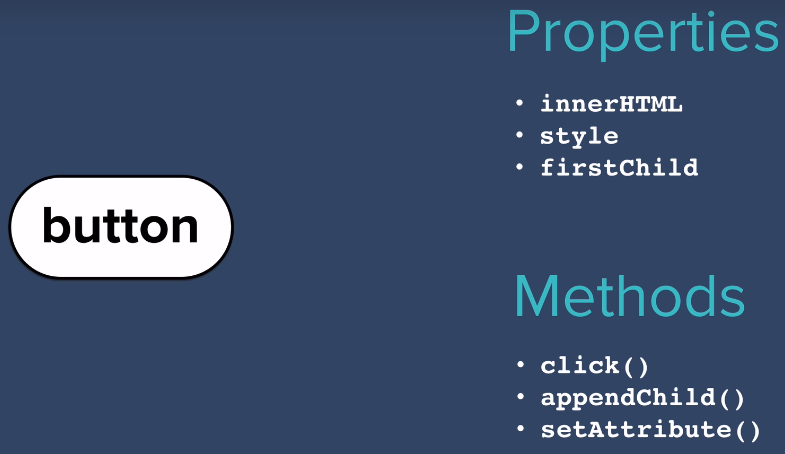 Properties
• innerHTML
• style
• firstChild
button
Methods
• click()
• appendChild()
• setAttribute()